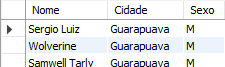 Nome Cidade Sexo
Sergio Luiz Guarapuava M
Wolverine Guarapuava M
Samwell Tarly Guarapuava M